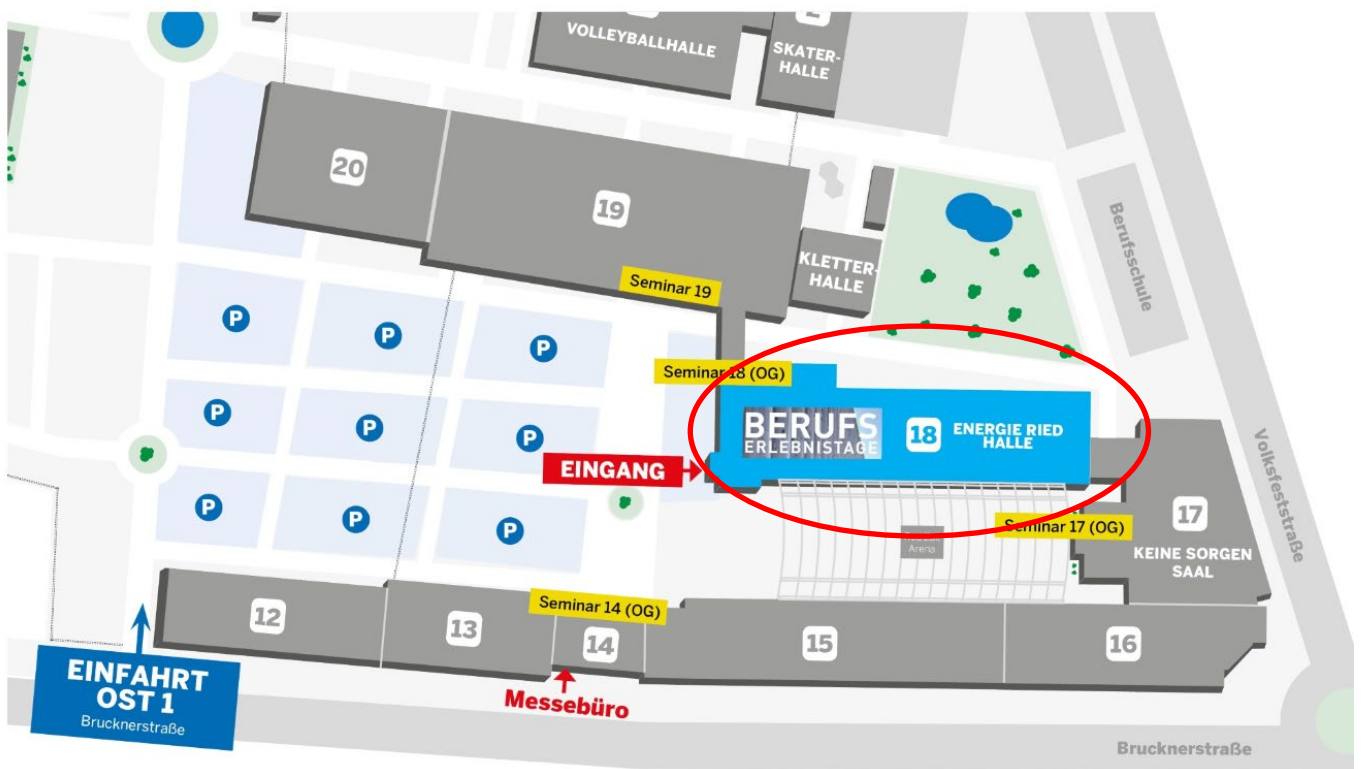 VOLLEYBALLHALLE
2
SKATER-
HALLE
20
19
KLETTER-
HALLE
Berufsschule
Seminar 19
P
P
P
Seminar 18 (OG)
P
P
P
BERUFS
ERLEBNISTAGE
18
ENERGIE RIED
HALLE
EINGANG
Volksfeststraße
P
P
P
Seminar 17 (OG)
17
KEINE SORGEN
SAAL
Arena
12
13
Seminar 14 (OG)
14
15
16
EINFAHRT
OST 1
Brucknerstraße
Messebüro
Brucknerstraße